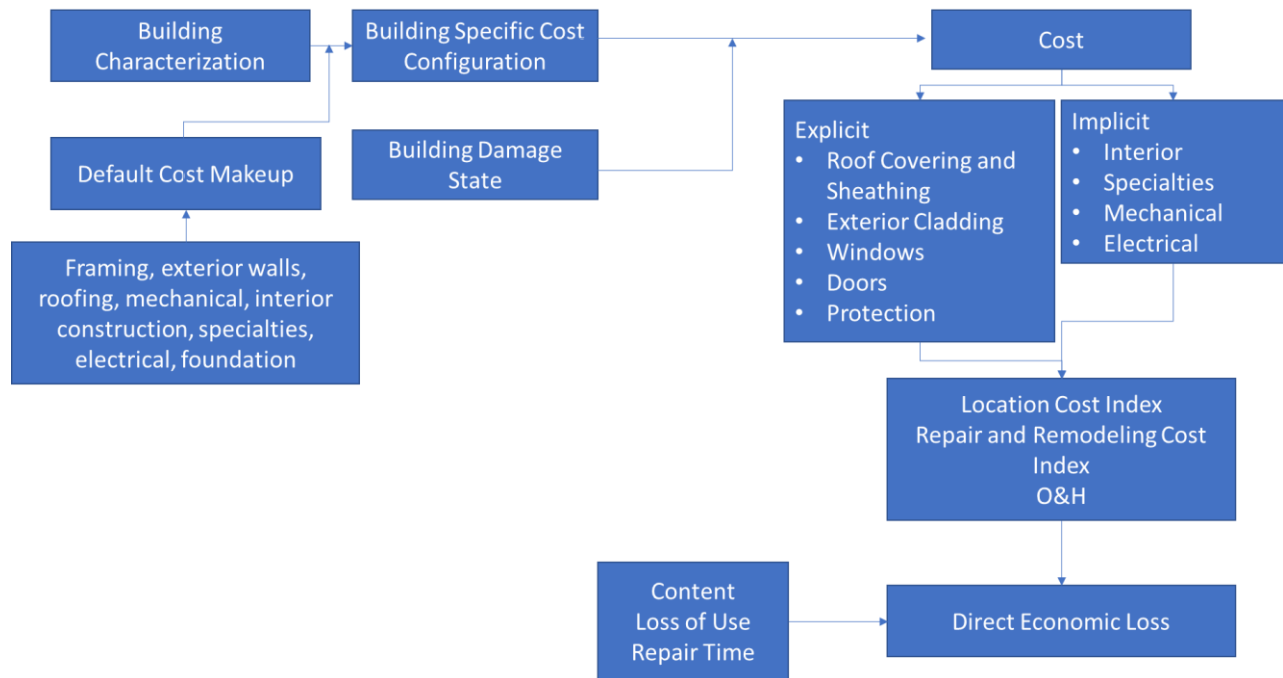 Building
Characterization
Building Specific Cost
Configuration
Cost
Default Cost Makeup
Building Damage
State
Framing, exterior walls,
roofing, mechanical, interior
construction, specialties,
electrical, foundation
Explicit
• Roof Covering and
Sheathing
• Exterior Cladding
• Windows
• Doors
• Protection
Implicit
• Interior
• Specialties
• Mechanical
• Electrical
Location Cost Index
Repair and Remodeling Cost
Index
O&H
Content
Loss of Use
Repair Time
Direct Economic Loss